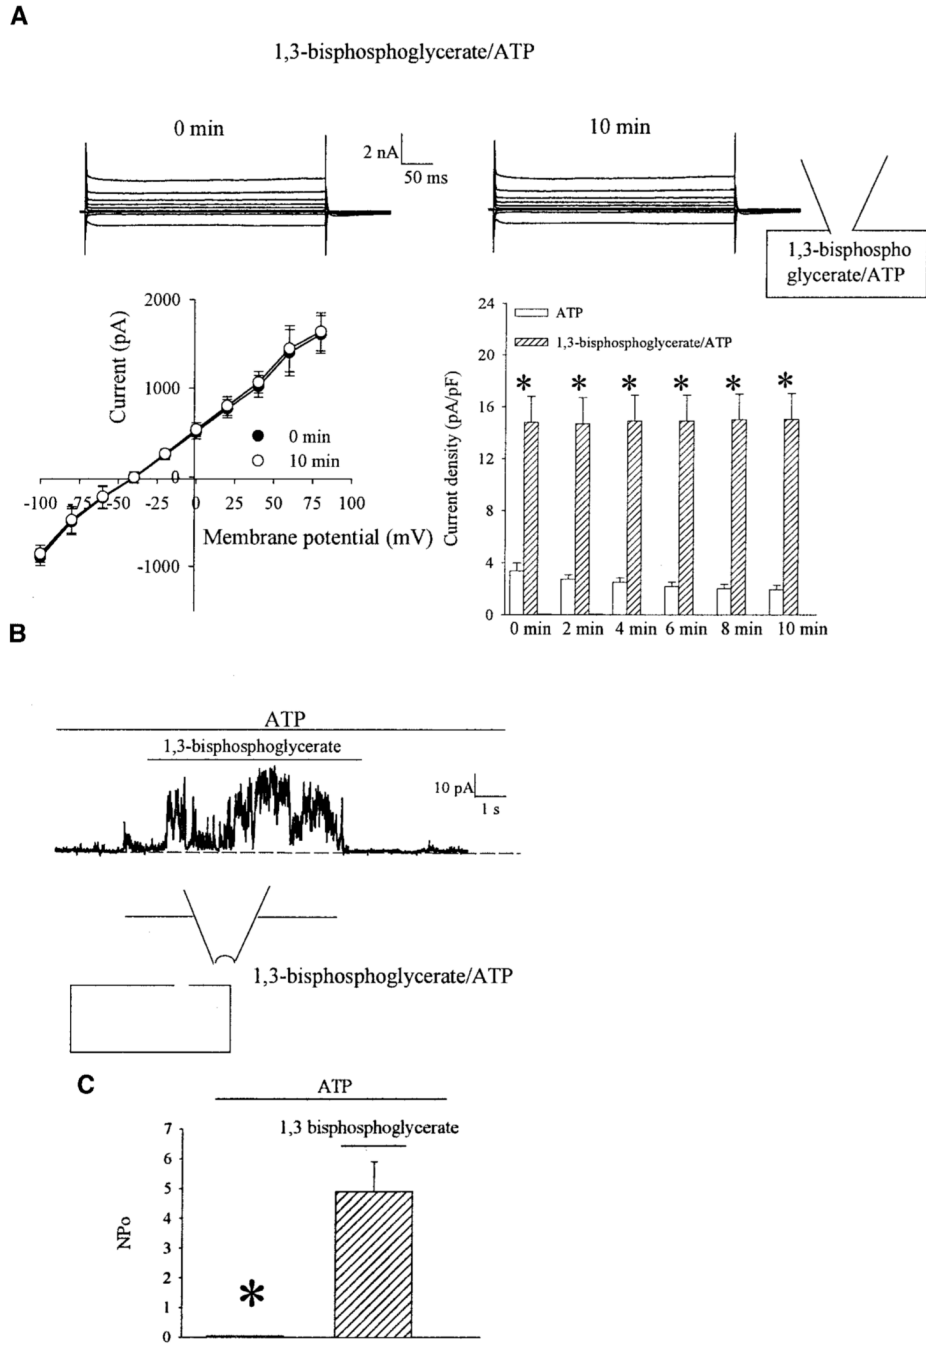 A
1,3-bisphosphoglycerate/ATP
0 min
2 nA
50 ms
10 min
1,3-bisphospho
glycerate/ATP
2000
1000
0
-1000
Current (pA)
-100 -75 -50 -25 0 25 50 75 100
Membrane potential (mV)
0 min
10 min
24
20
16
12
8
4
0
Current density (pA/pF)
ATP
1,3-bisphosphoglycerate/ATP
* * * * * *
0 min 2 min 4 min 6 min 8 min 10 min
B
ATP
1,3-bisphosphoglycerate
10 pA
1 s
1,3-bisphosphoglycerate/ATP
C
ATP
1,3 bisphosphoglycerate
7
6
5
4
3
2
1
0
NPo
*